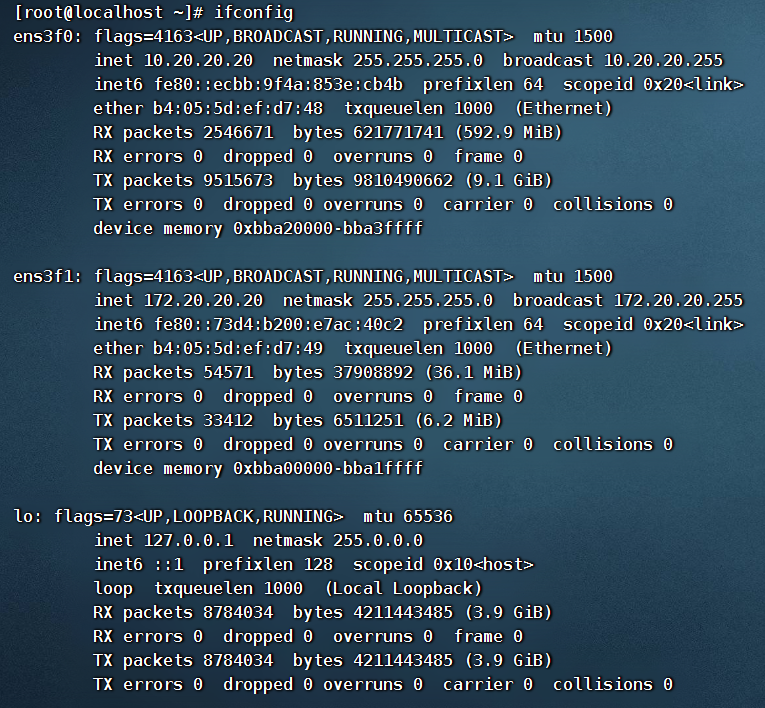 [root@localhost ~]# ifconfig
ens3f0: flags=4163<UP,BROADCAST,RUNNING,MULTICAST>  mtu 1500
        inet 10.20.20.20  netmask 255.255.255.0  broadcast 10.20.20.255
        inet6 fe80::ecbb:9f4a:853e:cb4b  prefixlen 64  scopeid 0x20<link>
        ether b4:05:5d:ef:d7:48  txqueuelen 1000  (Ethernet)
        RX packets 2546671  bytes 621771741 (592.9 MiB)
        RX errors 0  dropped 0  overruns 0  frame 0
        TX packets 9515673  bytes 9810490662 (9.1 GiB)
        TX errors 0  dropped 0 overruns 0  carrier 0  collisions 0
        device memory 0xbba20000-bba3ffff

ens3f1: flags=4163<UP,BROADCAST,RUNNING,MULTICAST>  mtu 1500
        inet 172.20.20.20  netmask 255.255.255.0  broadcast 172.20.20.255
        inet6 fe80::73d4:b200:e7ac:40c2  prefixlen 64  scopeid 0x20<link>
        ether b4:05:5d:ef:d7:49  txqueuelen 1000  (Ethernet)
        RX packets 54571  bytes 37908892 (36.1 MiB)
        RX errors 0  dropped 0  overruns 0  frame 0
        TX packets 33412  bytes 6511251 (6.2 MiB)
        TX errors 0  dropped 0 overruns 0  carrier 0  collisions 0
        device memory 0xbba00000-bba1ffff

lo: flags=73<UP,LOOPBACK,RUNNING>  mtu 65536
        inet 127.0.0.1  netmask 255.0.0.0
        inet6 ::1  prefixlen 128  scopeid 0x10<host>
        loop  txqueuelen 1000  (Local Loopback)
        RX packets 8784034  bytes 4211443485 (3.9 GiB)
        RX errors 0  dropped 0  overruns 0  frame 0
        TX packets 8784034  bytes 4211443485 (3.9 GiB)
        TX errors 0  dropped 0 overruns 0  carrier 0  collisions 0